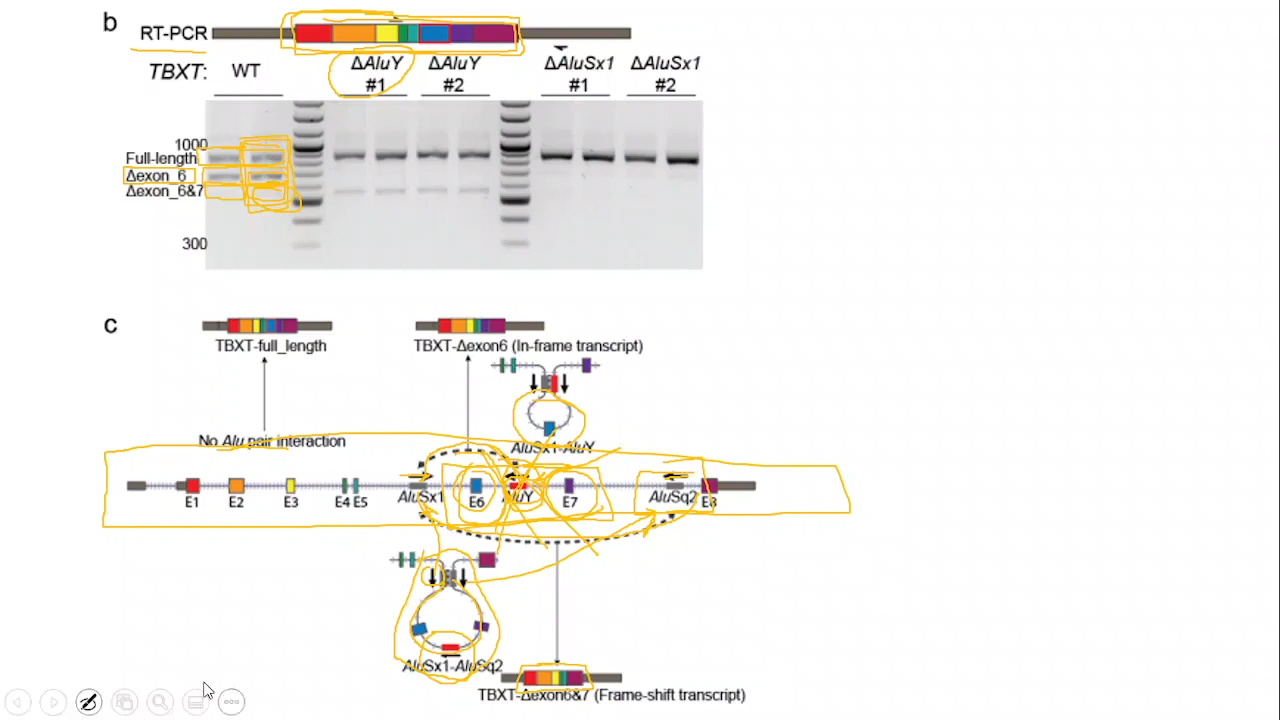 b
RT-PCR
TBXT: WT ΔAluY ΔAluY ΔAluSx1 ΔAluSx1
#1 #2 #1 #2
1000
Full-length
Δexon_6
Δexon_6&7
300
c
TBXT-full_length TBXT-Δexon6 (In-frame transcript)
No Alu pair interaction AluSx1-AluY
E1 E2 E3 E4 E5 AluSx1 E6 AluY E7 AluSq2 E8
AluSx1-AluSq2
TBXT-Δexon6&7 (Frame-shift transcript)